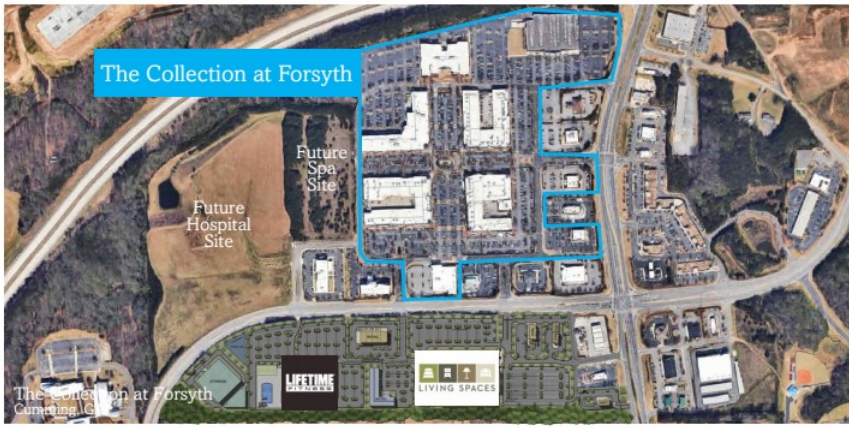 The Collection at Forsyth
Future
Spa
Site
Future
Hospital
Site
LIFETIME
FITNESS
LIVING SPACES
The Collection at Forsyth
Cumming, G